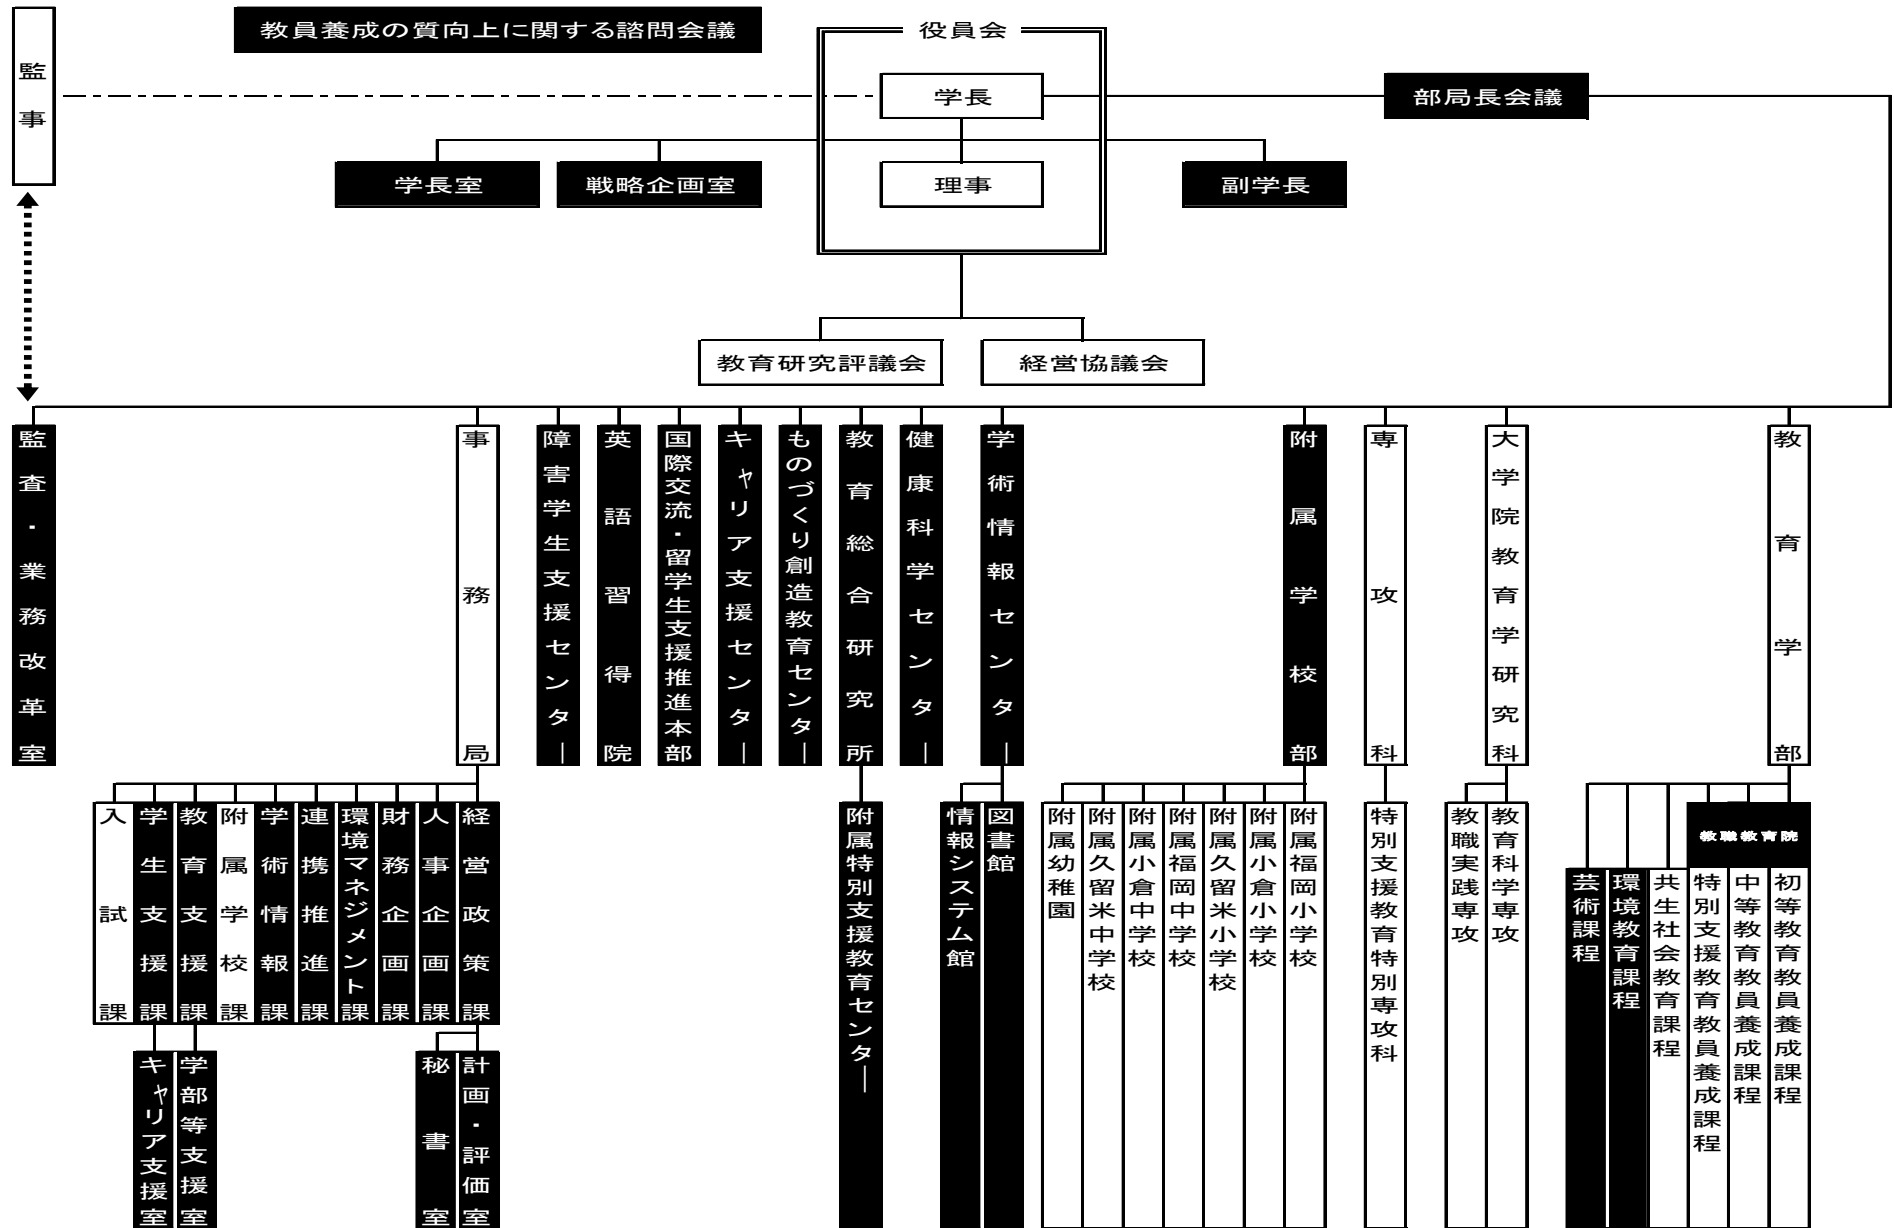 教員養成の質向上に関する諮問会議
役員会
監事
学長
部局長会議
学長室
戦略企画室
理事
副学長
教育研究評議会
経営協議会
監査・業務改革室
事務局
障害学生支援センター
英語習得院
国際交流・留学生支援推進本部
キャリア支援センター
ものづくり創造教育センター
教育総合研究所
健康科学センター
学術情報センター
附属学校部
専攻科
大学院教育学研究科
教育学部
入試課
学生支援課
教育支援課
附属学校課
学術情報課
連携推進課
環境マネジメント課
財務企画課
人事企画課
経営政策課
附属特別支援教育センター
情報システム館
図書館
附属幼稚園
附属久留米中学校
附属小倉中学校
附属福岡中学校
附属久留米小学校
附属小倉小学校
附属福岡小学校
特別支援教育特別専攻科
教職実践専攻
教育科学専攻
教職教育院
芸術課程
環境教育課程
共生社会教育課程
特別支援教育教員養成課程
中等教育教員養成課程
初等教育教員養成課程
キャリア支援室
学部等支援室
秘書室
計画・評価室